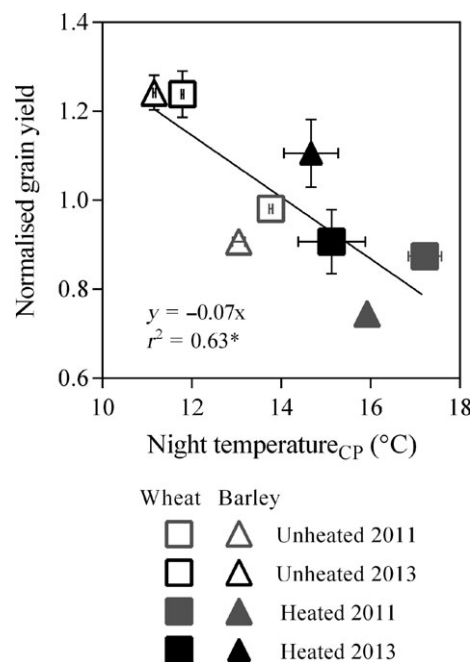 1.4
1.2
1.0
0.8
0.6
Normalised grain yield
y = –0.07x
r² = 0.63*
10 12 14 16 18
Night temperatureCP (°C)
Wheat Barley
Unheated 2011
Unheated 2013
Heated 2011
Heated 2013